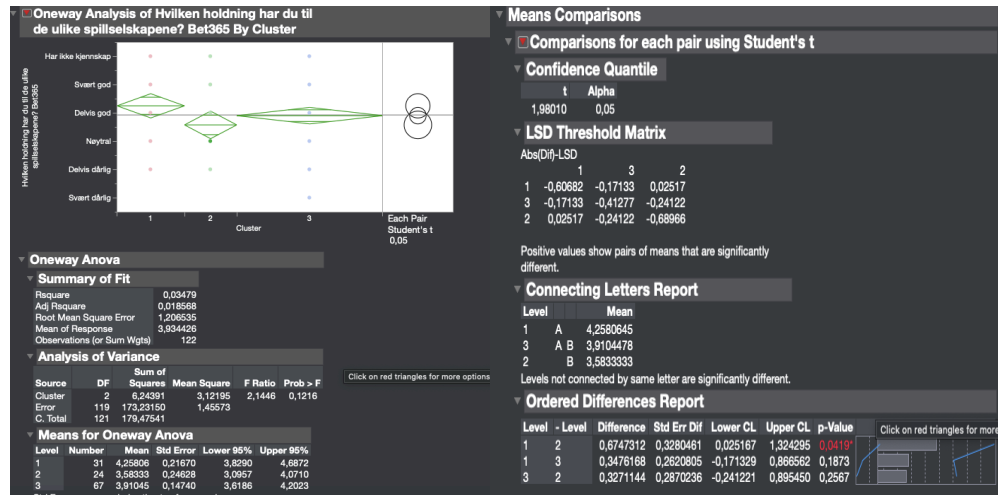 Oneway Analysis of Hvilken holdning har du til
de ulike spillselskapene? Bet365 By Cluster
Hvilken holdning har du til de ulike
spillselskapene? Bet365
Har ikke kjennskap
Svært god
Delvis god
Nøytral
Delvis dårlig
Svært dårlig
1 2 3
Cluster
Each Pair
Student's t
0,05
Oneway Anova
Summary of Fit
Rsquare 0,03479
Adj Rsquare 0,018568
Root Mean Square Error 1,206535
Mean of Response 3,934426
Observations (or Sum Wgts) 122
Analysis of Variance
Sum of
Source DF Squares Mean Square F Ratio Prob > F
Cluster 2 6,24391 3,12195 2,1446 0,1216
Error 119 173,23150 1,45573
C. Total 121 179,47541
Click on red triangles for more options
Means for Oneway Anova
Level Number Mean Std Error Lower 95% Upper 95%
1 31 4,25806 0,21670 3,8290 4,6872
2 24 3,58333 0,24628 3,0957 4,0710
3 67 3,91045 0,14740 3,6186 4,2023
Means Comparisons
Comparisons for each pair using Student's t
Confidence Quantile
t Alpha
1,98010 0,05
LSD Threshold Matrix
Abs(Dif)-LSD
1 3 2
1 -0,60682 -0,17133 0,02517
3 -0,17133 -0,41277 -0,24122
2 0,02517 -0,24122 -0,68966
Positive values show pairs of means that are significantly
different.
Connecting Letters Report
Level Mean
1 A 4,2580645
3 A B 3,9104478
2 B 3,5833333
Levels not connected by same letter are significantly different.
Ordered Differences Report
Level - Level Difference Std Err Dif Lower CL Upper CL p-Value
Click on red triangles for more
1 2 0,6747312 0,3280461 0,025167 1,324295 0,0419*
1 3 0,3476168 0,2620805 -0,171329 0,866562 0,1873
3 2 0,3271144 0,2870236 -0,241221 0,895450 0,2567